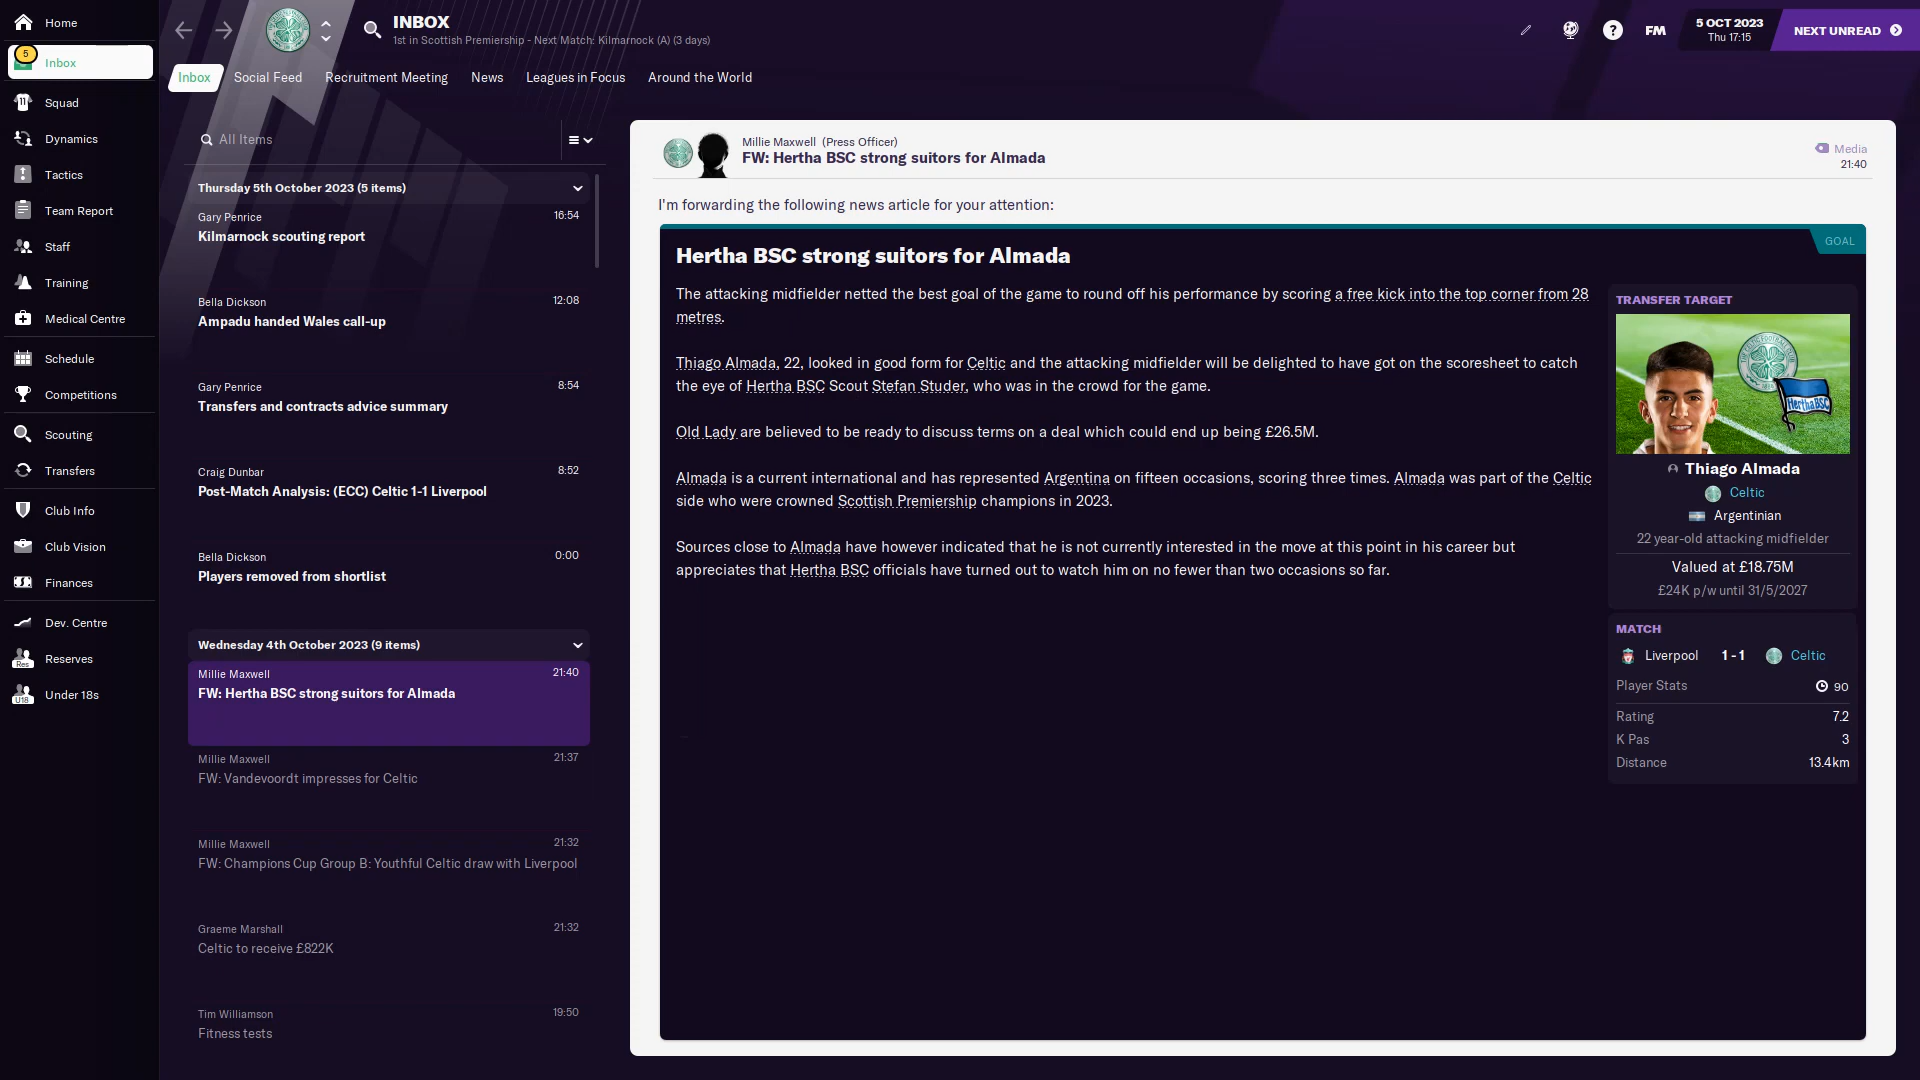 Home
5
Inbox
Squad
Dynamics
Tactics
Team Report
Staff
Training
Medical Centre
Schedule
Competitions
Scouting
Transfers
Club Info
Club Vision
Finances
Dev. Centre
Res
Reserves
U18
Under 18s
INBOX
1st in Scottish Premiership - Next Match: Kilmarnock (A) (3 days)
FM
5 OCT 2023
Thu 17:15
NEXT UNREAD
Inbox
Social Feed
Recruitment Meeting
News
Leagues in Focus
Around the World
All Items
Thursday 5th October 2023 (5 items)
Gary Penrice 16:54
Kilmarnock scouting report
Bella Dickson 12:08
Ampadu handed Wales call-up
Gary Penrice 8:54
Transfers and contracts advice summary
Craig Dunbar 8:52
Post-Match Analysis: (ECC) Celtic 1-1 Liverpool
Bella Dickson 0:00
Players removed from shortlist
Wednesday 4th October 2023 (9 items)
Millie Maxwell 21:40
FW: Hertha BSC strong suitors for Almada
Millie Maxwell 21:37
FW: Vandevoordt impresses for Celtic
Millie Maxwell 21:32
FW: Champions Cup Group B: Youthful Celtic draw with Liverpool
Graeme Marshall 21:32
Celtic to receive £822K
Tim Williamson 19:50
Fitness tests
Millie Maxwell (Press Officer)
FW: Hertha BSC strong suitors for Almada
Media
21:40
I'm forwarding the following news article for your attention:
GOAL
Hertha BSC strong suitors for Almada
The attacking midfielder netted the best goal of the game to round off his performance by scoring a free kick into the top corner from 28
metres.
Thiago Almada, 22, looked in good form for Celtic and the attacking midfielder will be delighted to have got on the scoresheet to catch
the eye of Hertha BSC Scout Stefan Studer, who was in the crowd for the game.
Old Lady are believed to be ready to discuss terms on a deal which could end up being £26.5M.
Almada is a current international and has represented Argentina on fifteen occasions, scoring three times. Almada was part of the Celtic
side who were crowned Scottish Premiership champions in 2023.
Sources close to Almada have however indicated that he is not currently interested in the move at this point in his career but
appreciates that Hertha BSC officials have turned out to watch him on no fewer than two occasions so far.
TRANSFER TARGET
Hertha BSC
Thiago Almada
Celtic
Argentinian
22 year-old attacking midfielder
Valued at £18.75M
£24K p/w until 31/5/2027
MATCH
Liverpool 1 - 1 Celtic
Player Stats 90
Rating 7.2
K Pas 3
Distance 13.4km